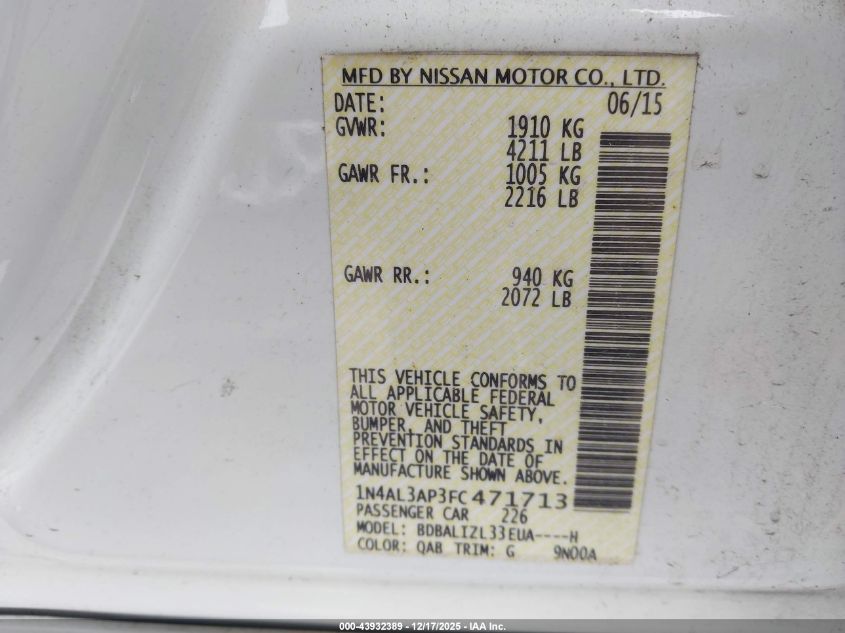 MFD BY NISSAN MOTOR CO., LTD.
DATE: 06/15
GVWR: 1910 KG
4211 LB
GAWR FR.: 1005 KG
2216 LB
GAWR RR.: 940 KG
2072 LB
THIS VEHICLE CONFORMS TO
ALL APPLICABLE FEDERAL
MOTOR VEHICLE SAFETY,
BUMPER, AND THEFT
PREVENTION STANDARDS IN
EFFECT ON THE DATE OF
MANUFACTURE SHOWN ABOVE.
1N4AL3AP3FC471713
PASSENGER CAR 226
MODEL: BDBALIZL33EUA----H
COLOR: QAB TRIM: G 9N00A
000-43932389 - 12/17/2025 - IAA Inc.